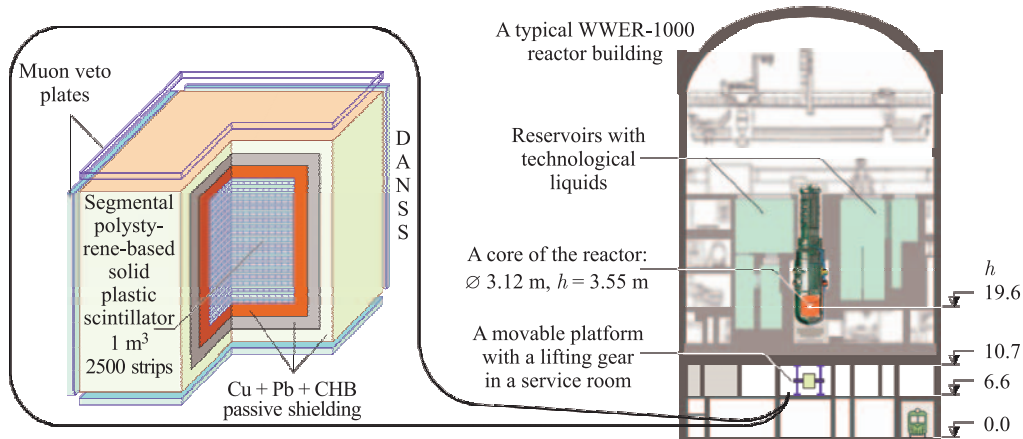 Muon veto
plates
DANSS
Segmental
polysty-
rene-based
solid
plastic
scintillator
1 m³
2500 strips
Cu + Pb + CHB
passive shielding
A typical WWER-1000
reactor building
Reservoirs with
technological
liquids
A core of the reactor:
∅ 3.12 m, h = 3.55 m
A movable platform
with a lifting gear
in a service room
h
19.6
10.7
6.6
0.0